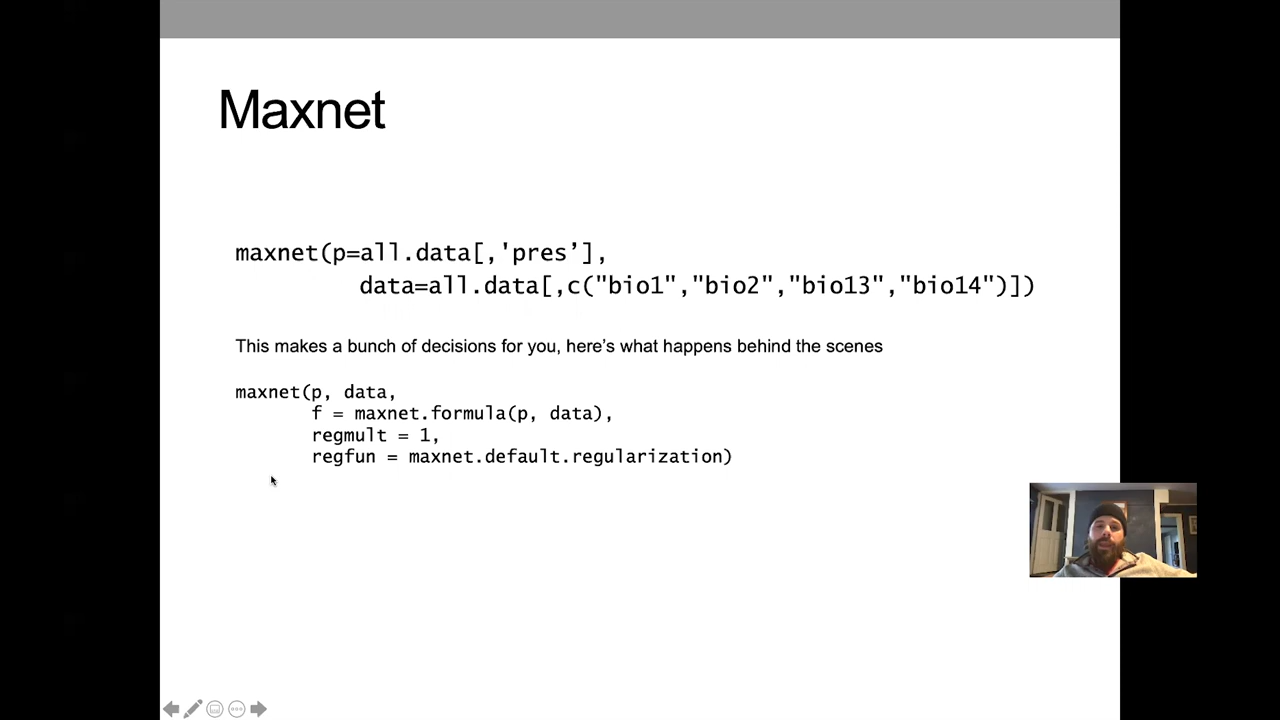 Maxnet
maxnet(p=all.data[,'pres’],
data=all.data[,c("bio1","bio2","bio13","bio14")])
This makes a bunch of decisions for you, here’s what happens behind the scenes
maxnet(p, data,
f = maxnet.formula(p, data),
regmult = 1,
regfun = maxnet.default.regularization)